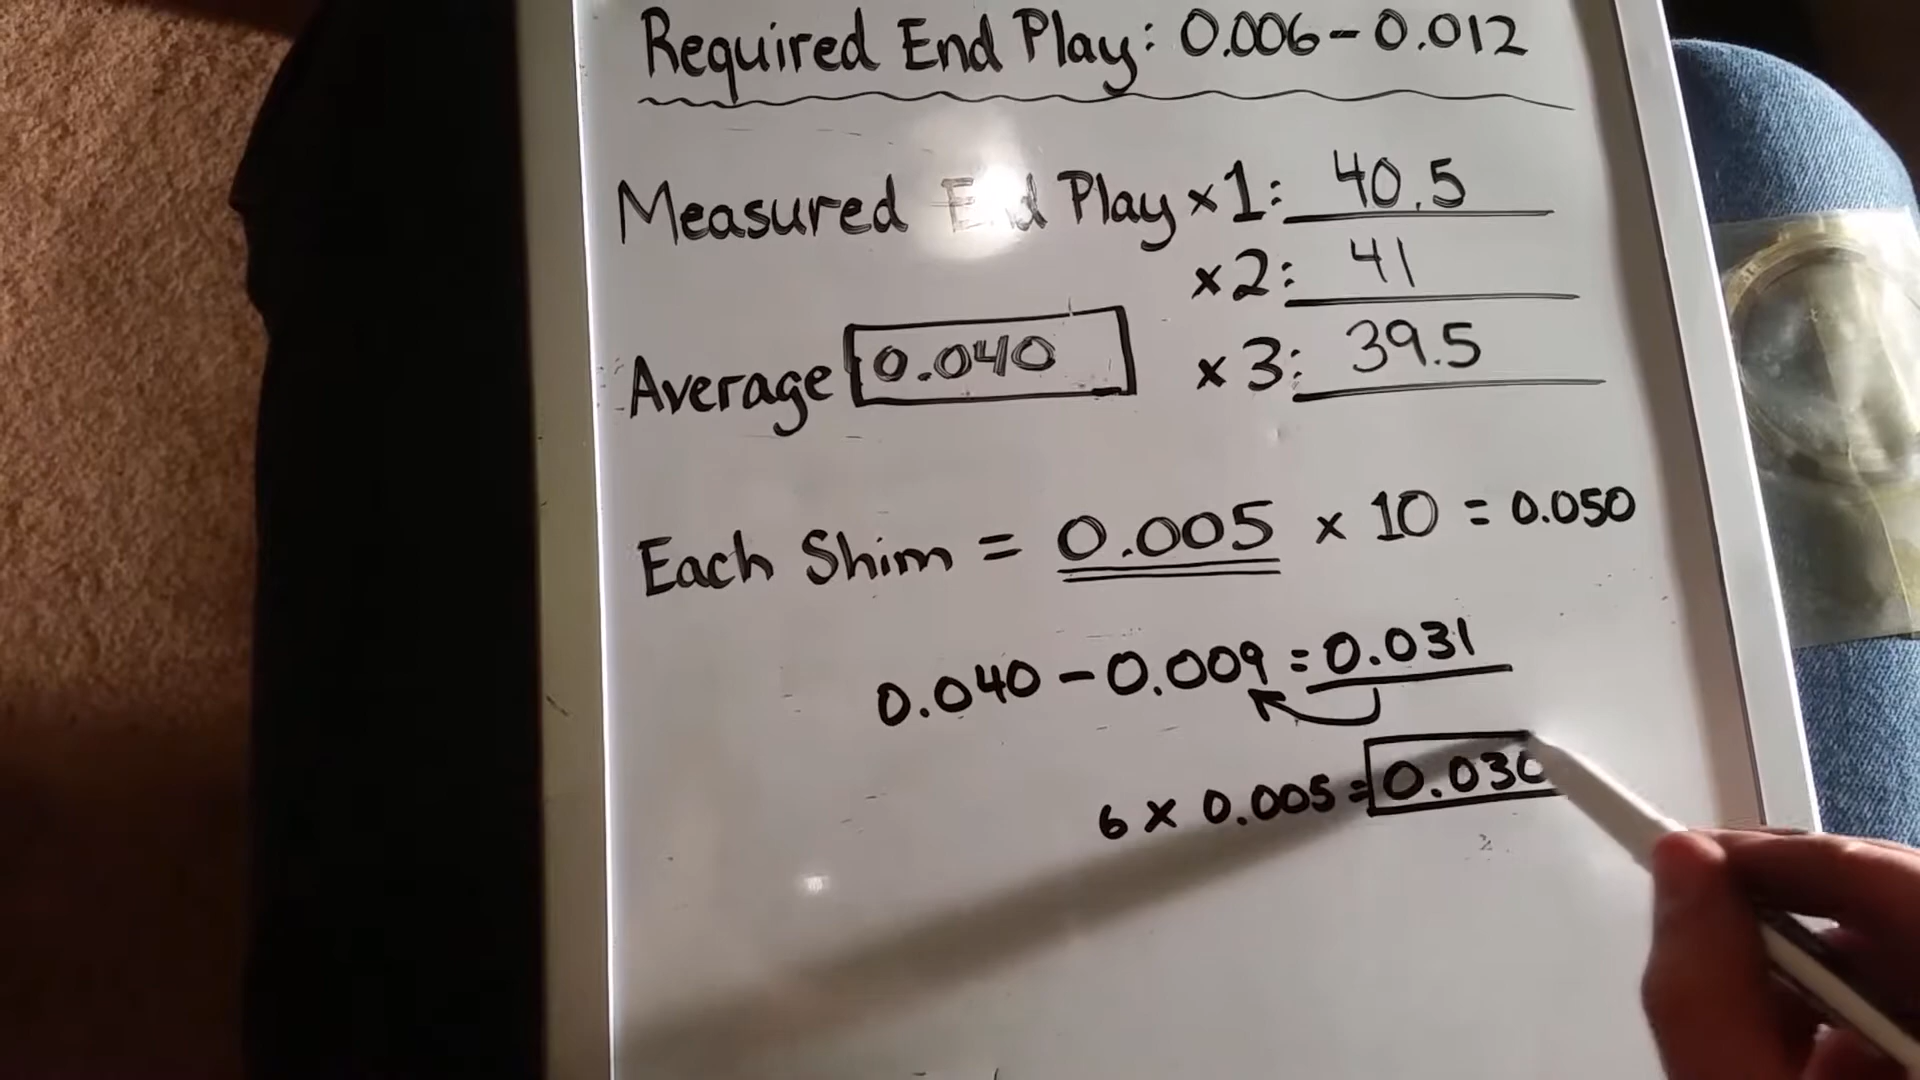 Required End Play: 0.006-0.012
Measured End Play x1: 40.5
x2: 41
x3: 39.5
Average 0.040
Each Shim = 0.005 x 10 = 0.050
0.040 - 0.009 = 0.031
6 x 0.005 = 0.030